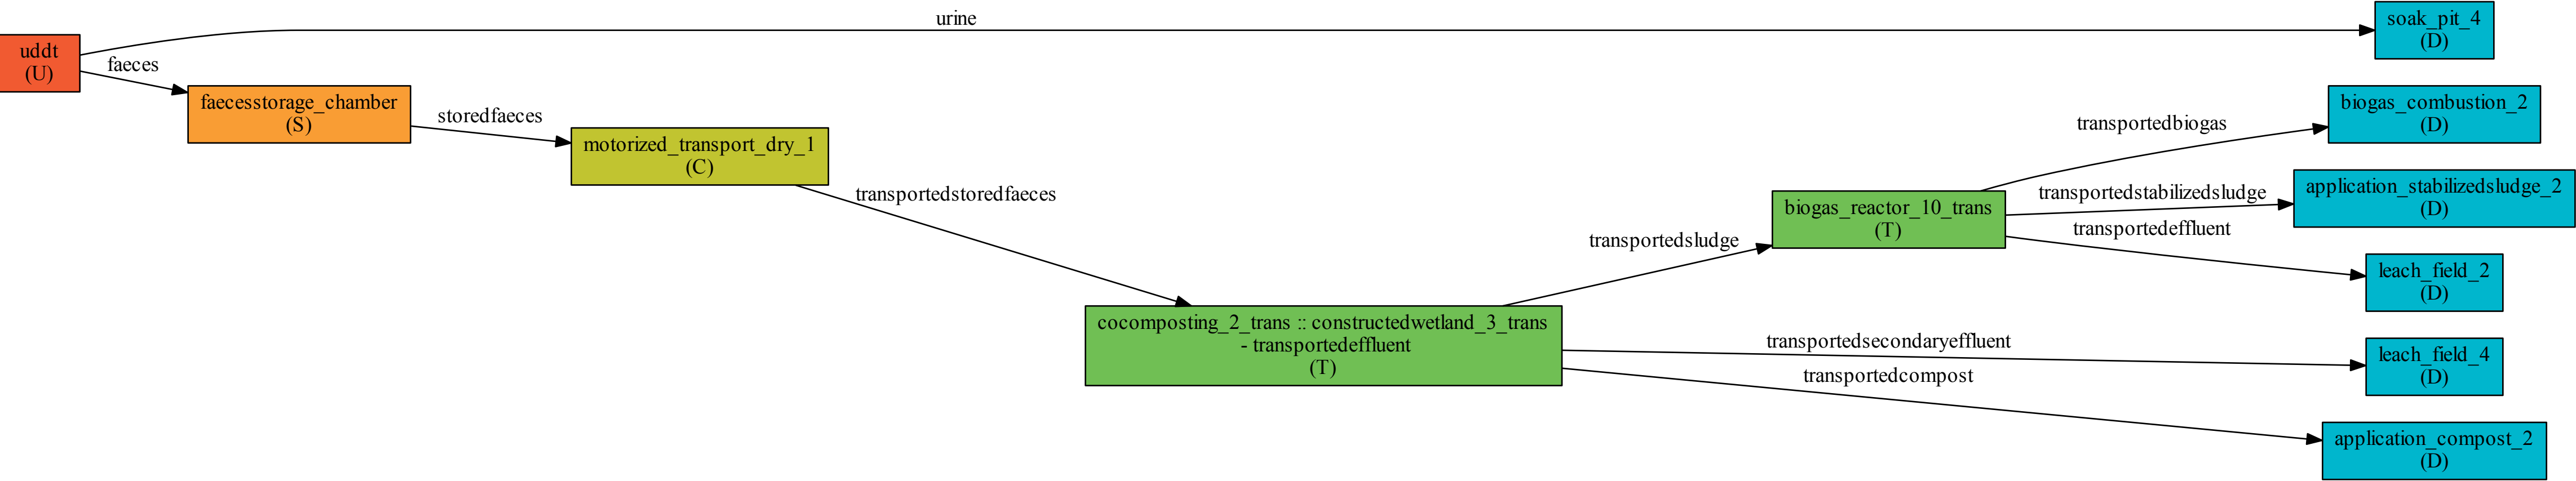 urine
soak_pit_4
(D)
uddt
(U)
faeces
faecesstorage_chamber
(S)
storedfaeces
motorized_transport_dry_1
(C)
transportedstoredfaeces
cocomposting_2_trans :: constructedwetland_3_trans
- transportedeffluent
(T)
transportedsludge
biogas_reactor_10_trans
(T)
transportedbiogas
biogas_combustion_2
(D)
transportedstabilizedsludge
application_stabilizedsludge_2
(D)
transportedeffluent
leach_field_2
(D)
transportedsecondaryeffluent
leach_field_4
(D)
transportedcompost
application_compost_2
(D)